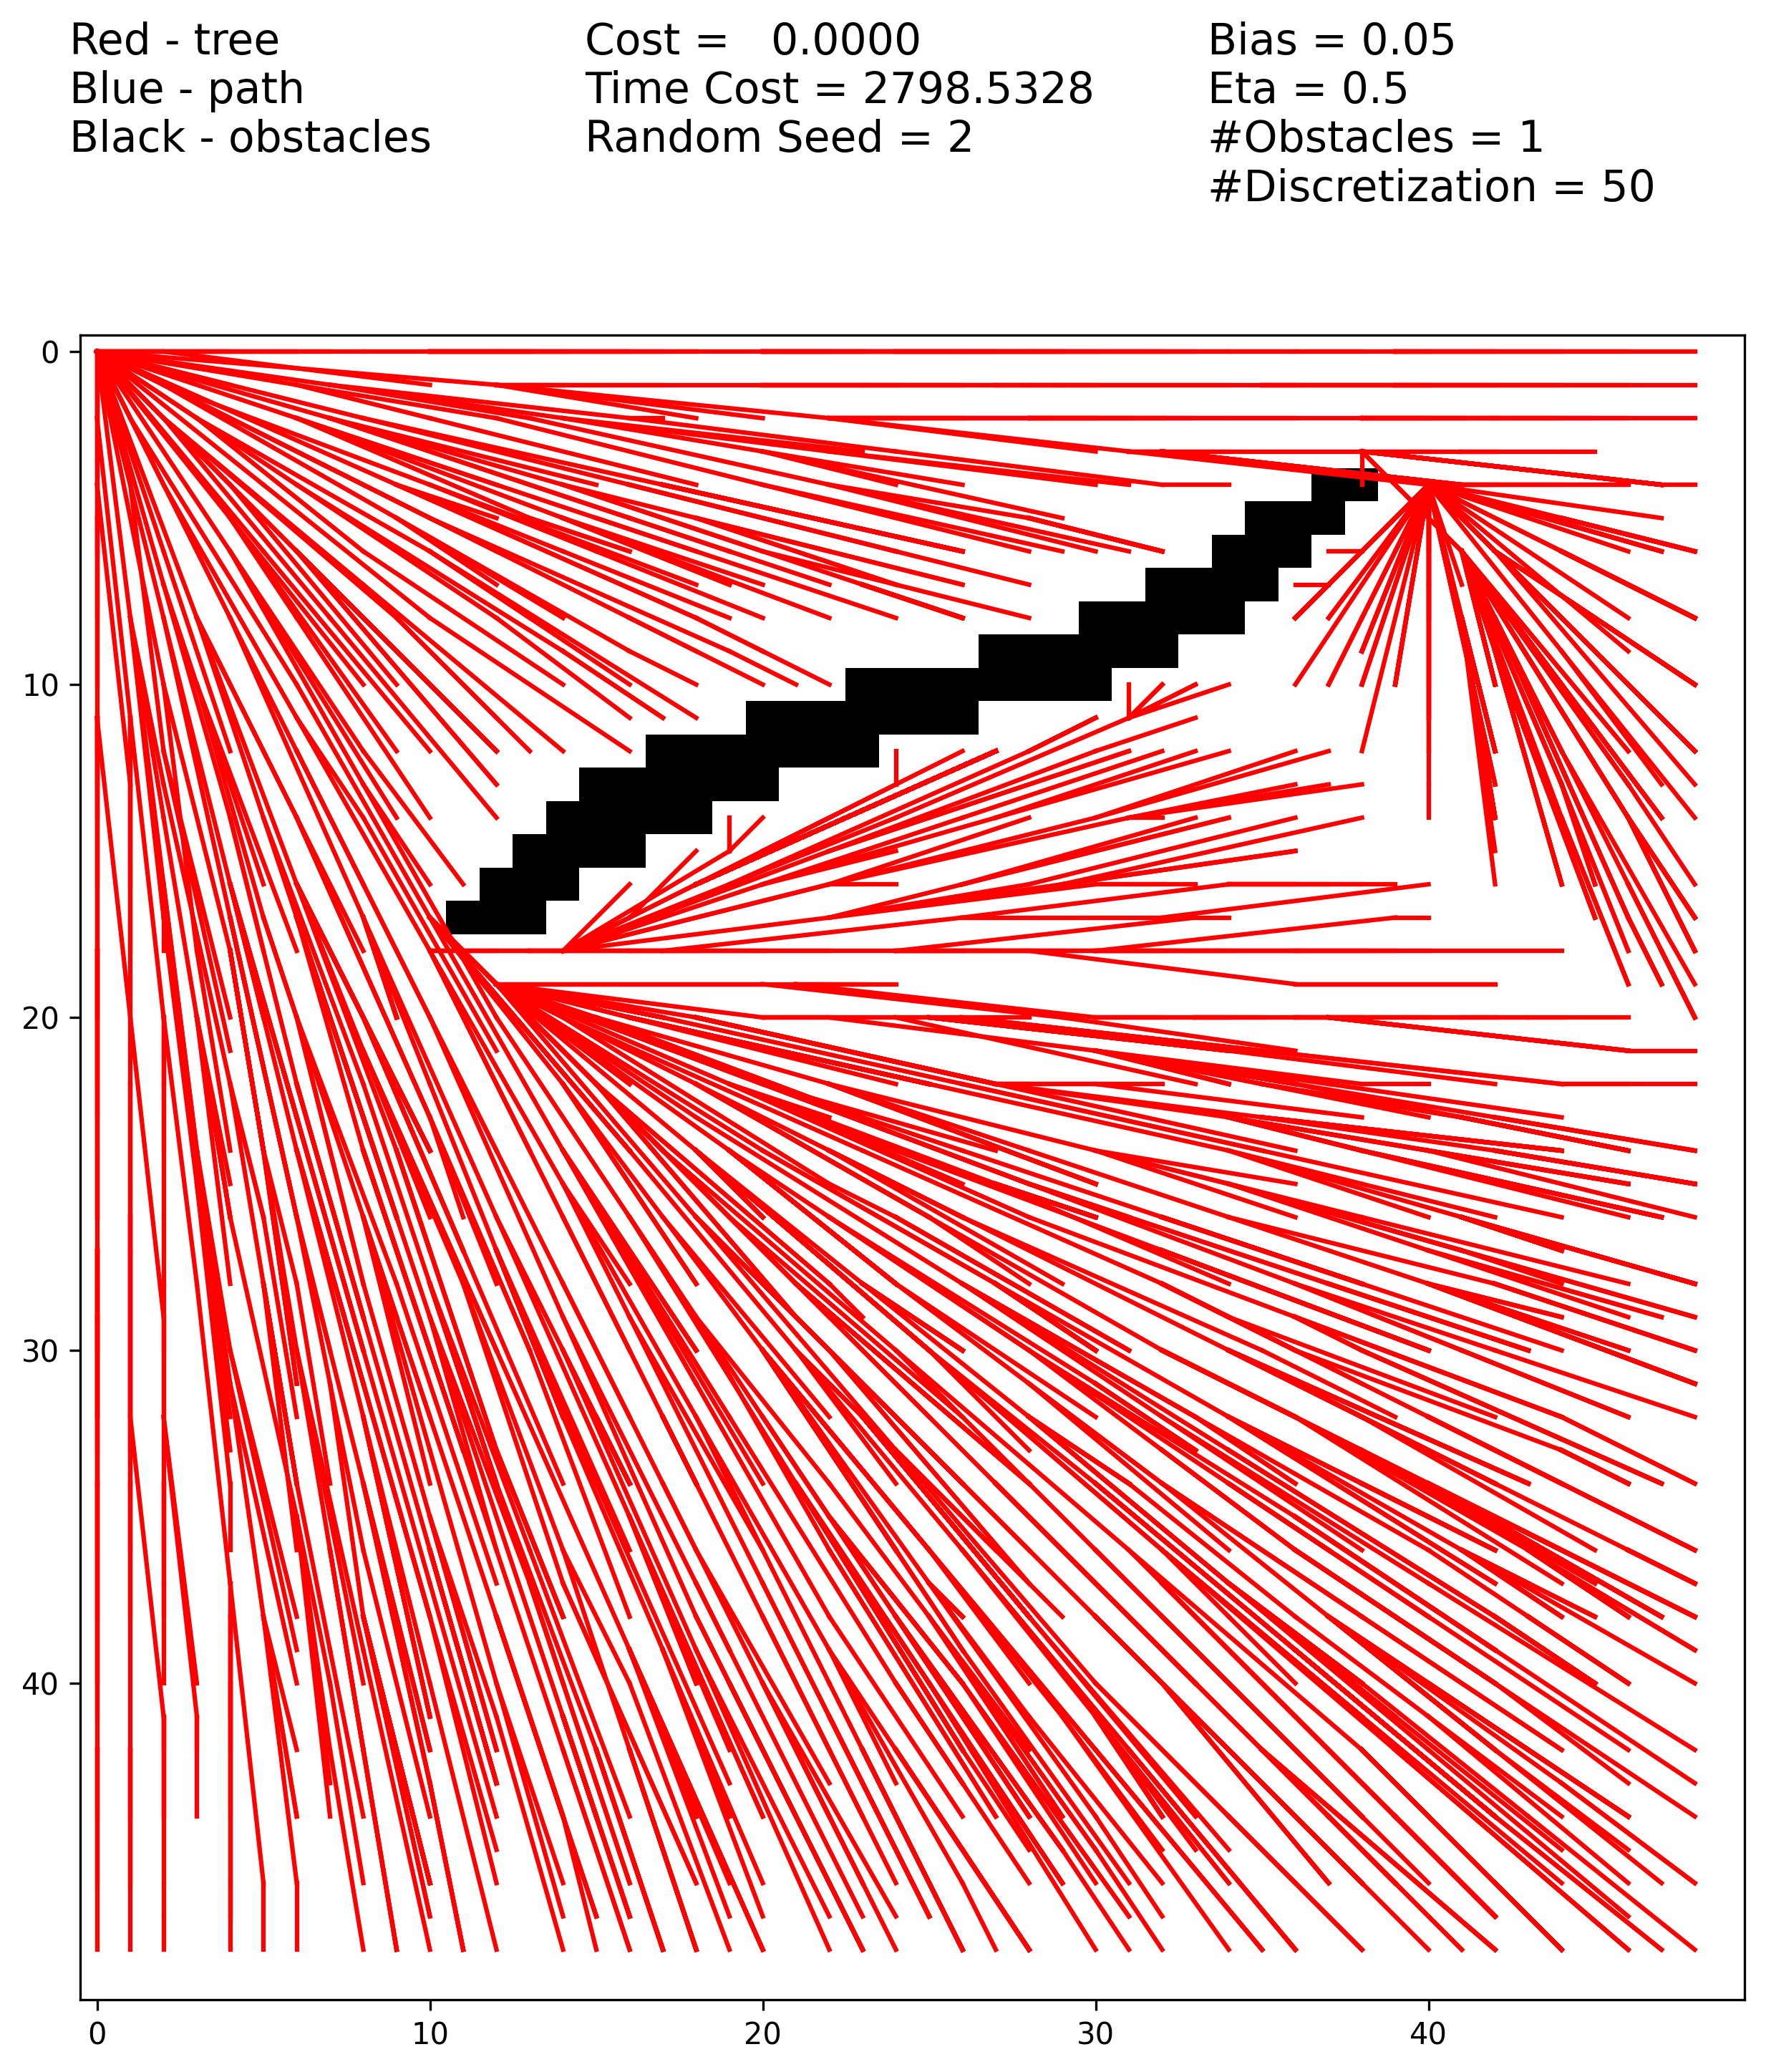 Red - tree
Blue - path
Black - obstacles
Cost =   0.0000
Time Cost = 2798.5328
Random Seed = 2
Bias = 0.05
Eta = 0.5
#Obstacles = 1
#Discretization = 50
0
10
20
30
40
0
10
20
30
40